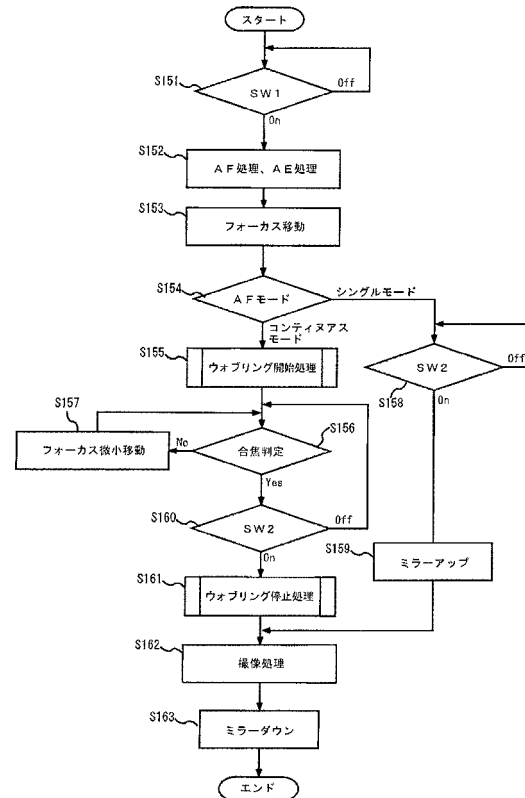 スタート
S151
SW1
Off
On
S152
AF処理、AE処理
S153
フォーカス移動
S154
AFモード
シングルモード
コンティヌアス
モード
S155
ウォブリング開始処理
SW2
Off
S158
On
S157
フォーカス微小移動
No
合焦判定
S156
Yes
S160
SW2
Off
On
S159
ミラーアップ
S161
ウォブリング停止処理
S162
撮像処理
S163
ミラーダウン
エンド